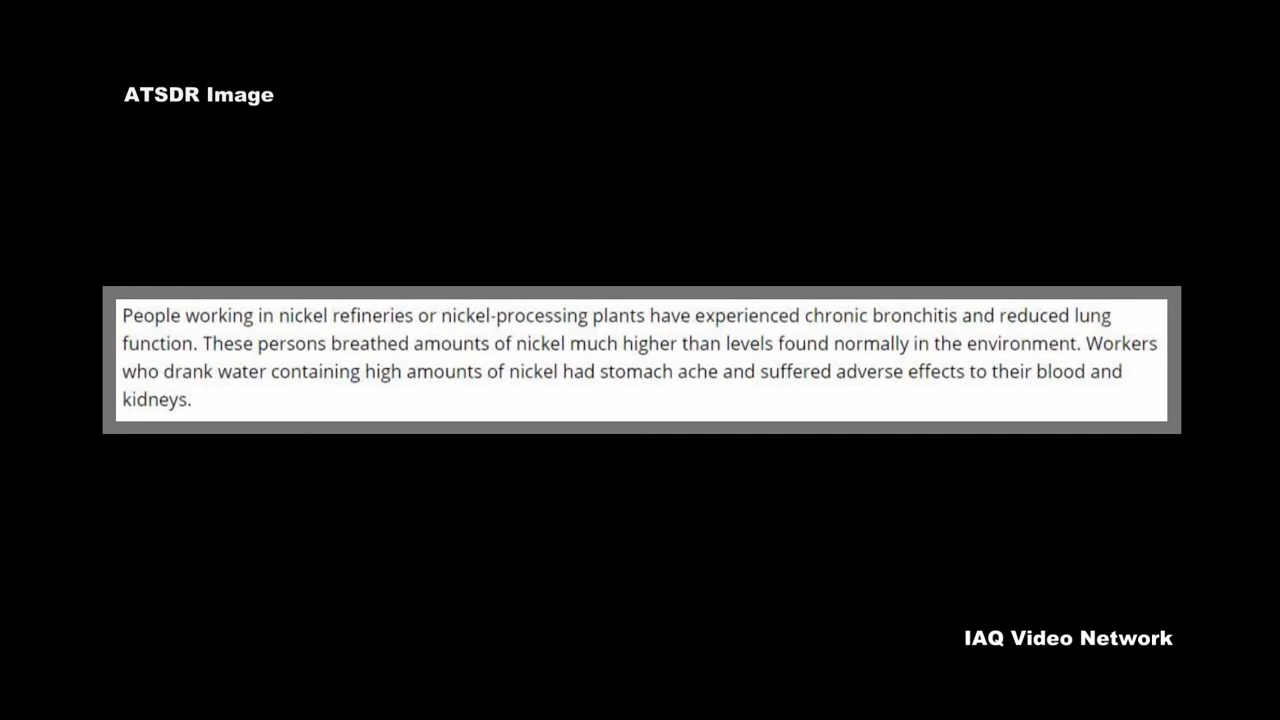 ATSDR Image
People working in nickel refineries or nickel-processing plants have experienced chronic bronchitis and reduced lung
function. These persons breathed amounts of nickel much higher than levels found normally in the environment. Workers
who drank water containing high amounts of nickel had stomach ache and suffered adverse effects to their blood and
kidneys.
IAQ Video Network